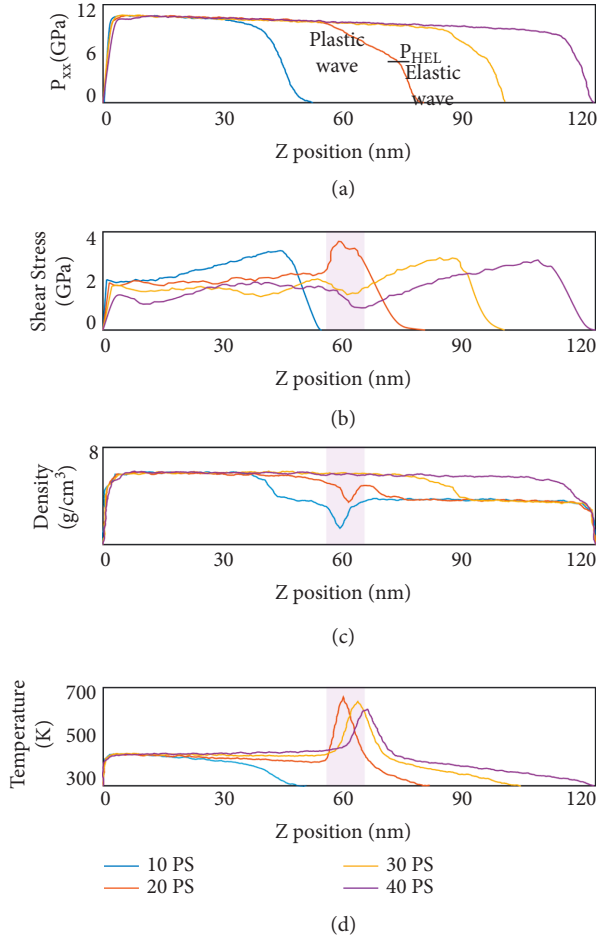 12
8
4
0
P_xx(GPa)
Plastic
wave
P_HEL
Elastic
wave
0 30 60 90 120
Z position (nm)
(a)
4
2
0
Shear Stress
(GPa)
0 30 60 90 120
Z position (nm)
(b)
8
Density
(g/cm³)
0 30 60 90 120
Z position (nm)
(c)
700
500
300
Temperature
(K)
0 30 60 90 120
Z position (nm)
10 PS 30 PS
20 PS 40 PS
(d)